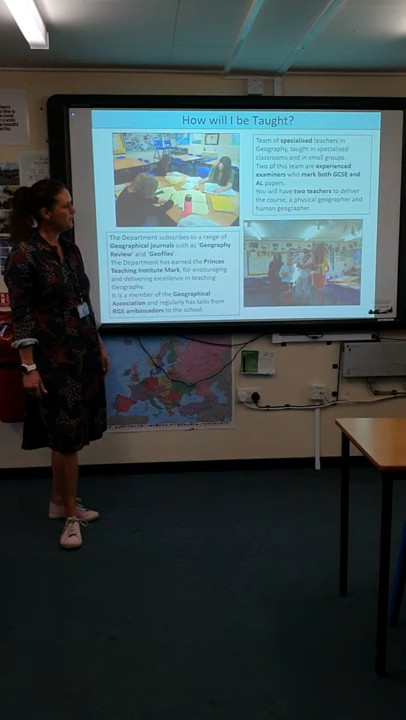 How will I be Taught?
Team of specialised teachers in
Geography, taught in specialised
classrooms and in small groups.
Two of this team are experienced
examiners who mark both GCSE and
AL papers.
You will have two teachers to deliver
the course, a physical geographer and
human geographer.
The Department subscribes to a range of
Geographical journals such as 'Geography
Review' and 'Geofiles'
The Department has earned the Princes
Teaching Institute Mark, for encouraging
and delivering excellence in teaching
Geography.
It is a member of the Geographical
Association and regularly has talks from
RGS ambassadors to the school.